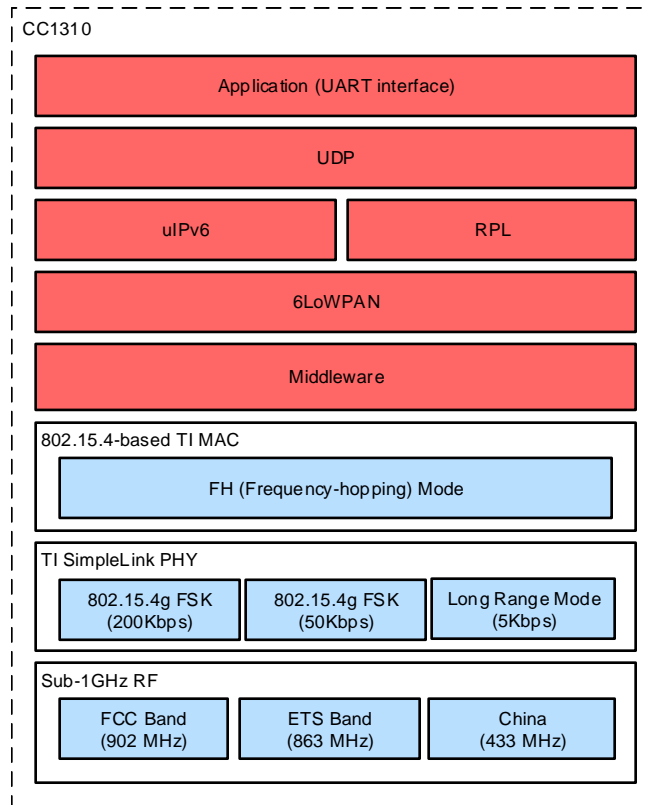 CC1310
Application (UART interface)
UDP
uIPv6
RPL
6LoWPAN
Middleware
802.15.4-based TI MAC
FH (Frequency-hopping) Mode
TI SimpleLink PHY
802.15.4g FSK
(200Kbps)
802.15.4g FSK
(50Kbps)
Long Range Mode
(5Kbps)
Sub-1GHz RF
FCC Band
(902 MHz)
ETS Band
(863 MHz)
China
(433 MHz)